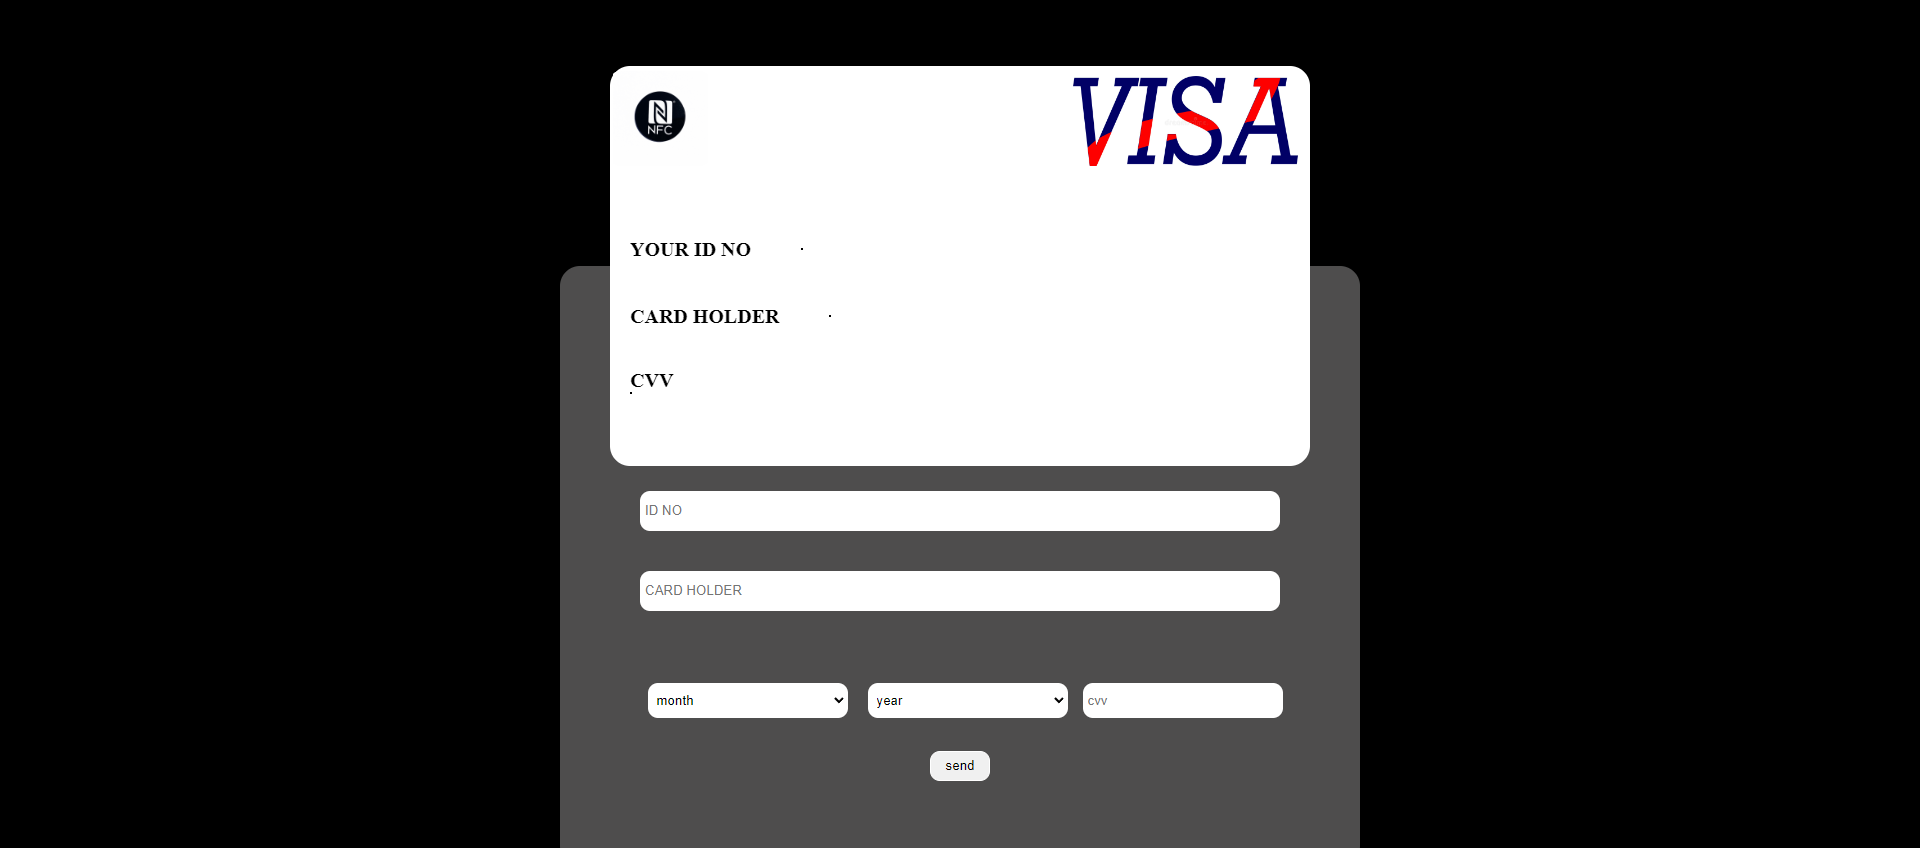 NFC
VISA
YOUR ID NO
CARD HOLDER
CVV
ID NO
CARD HOLDER
month year cvv
send